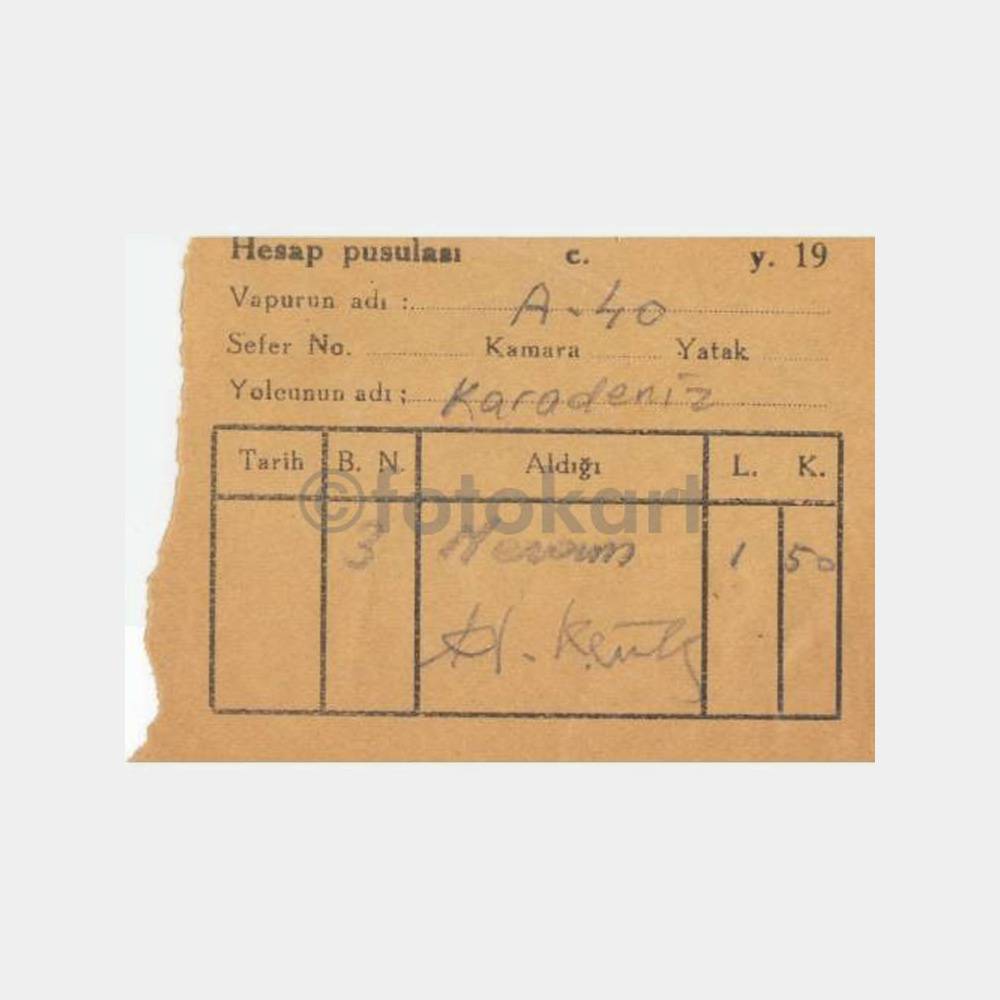 Hesap pusulası c. y. 19
Vapurun adı : A-40
Sefer No. Kamara Yatak
Yolcunun adı ; Karadeniz
Tarih B. N. Aldığı L. K.
©fotokart
3 1 50